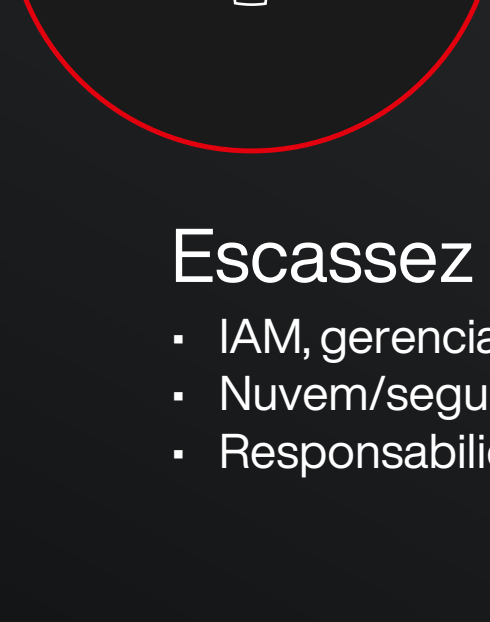 Escassez
▪ IAM, gerencia
▪ Nuvem/segu
▪ Responsabili